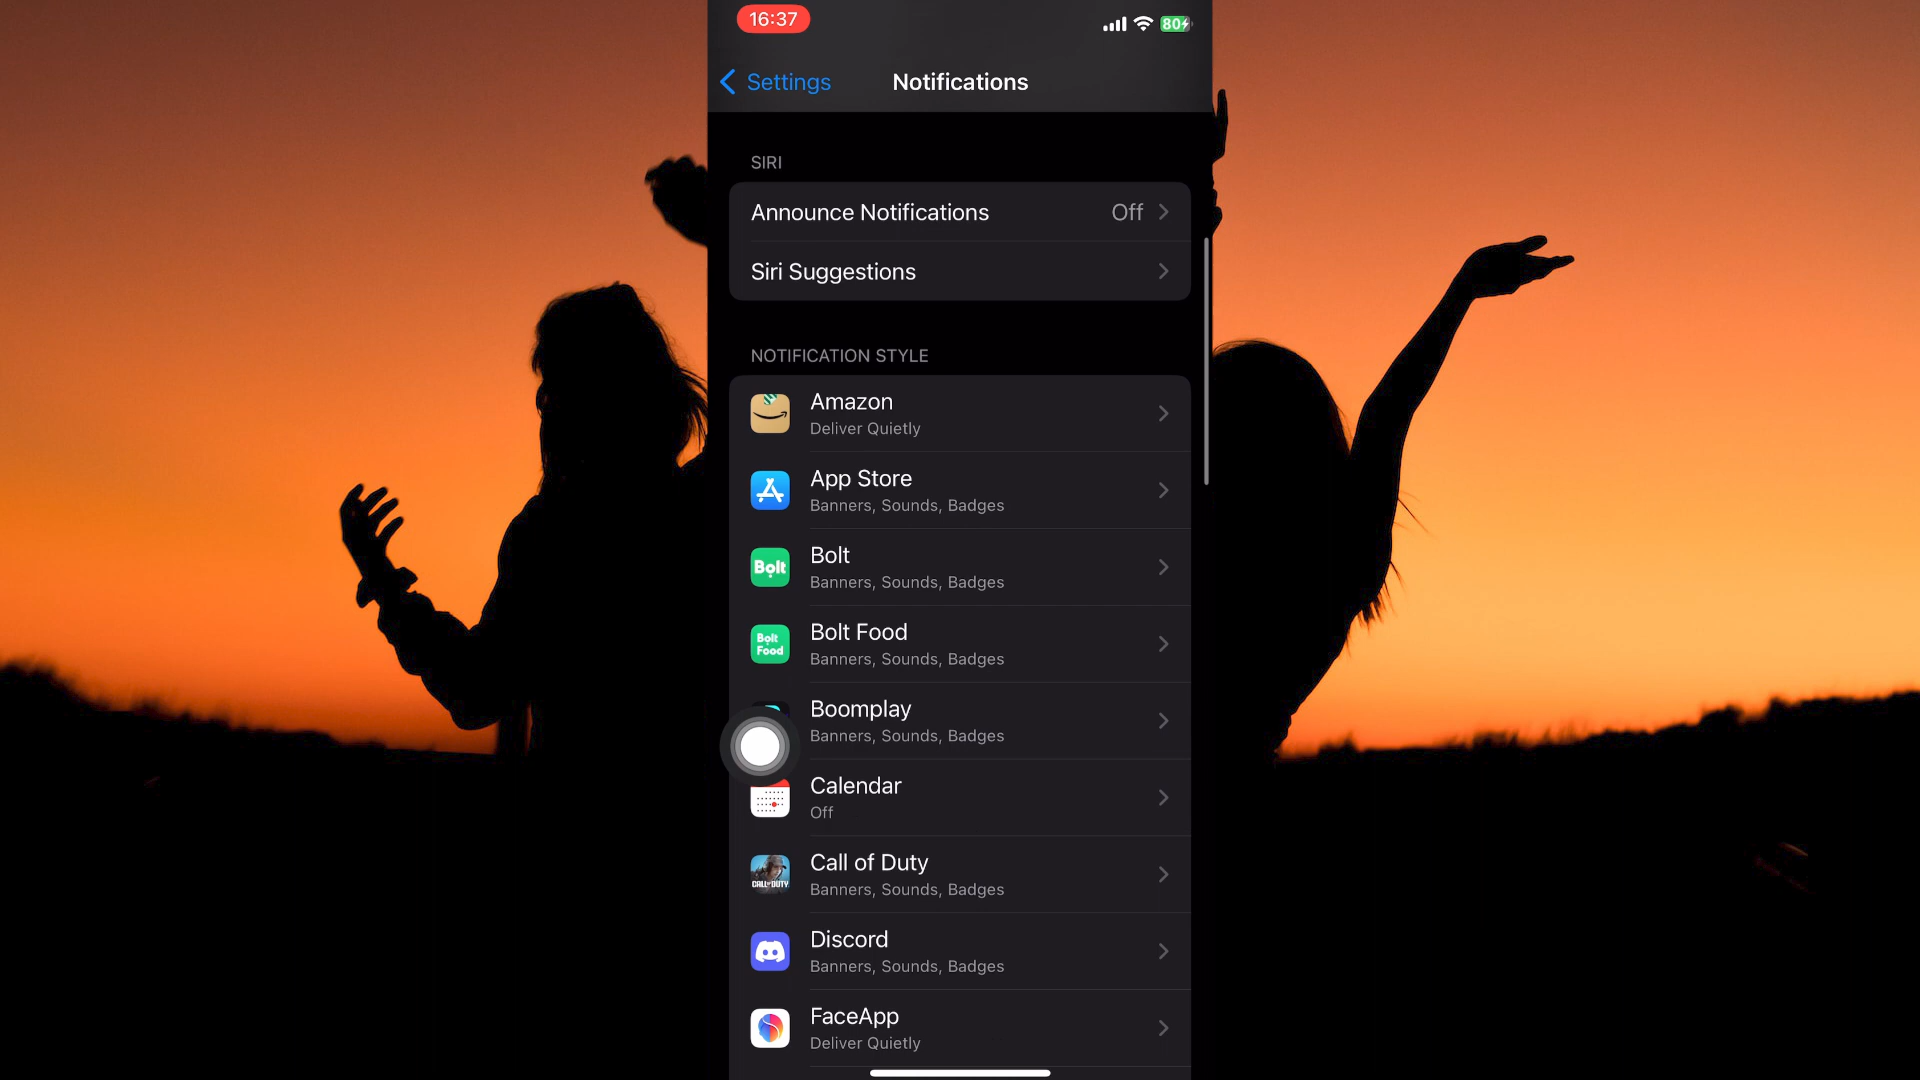 16:37
80
Settings
Notifications
SIRI
Announce Notifications
Off
Siri Suggestions
NOTIFICATION STYLE
Amazon
Deliver Quietly
App Store
Banners, Sounds, Badges
Bolt
Bolt
Banners, Sounds, Badges
Bolt
Food
Bolt Food
Banners, Sounds, Badges
Boomplay
Banners, Sounds, Badges
Calendar
Off
CALL OF DUTY
Call of Duty
Banners, Sounds, Badges
Discord
Banners, Sounds, Badges
FaceApp
Deliver Quietly